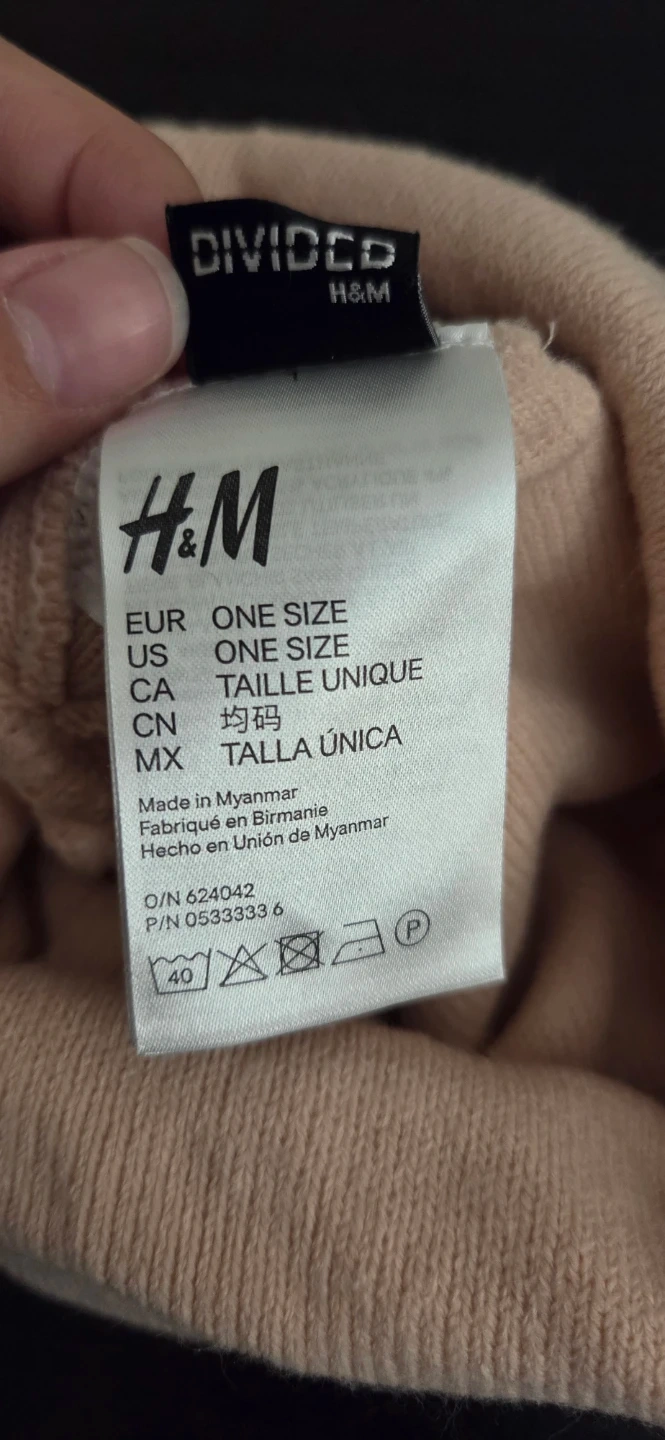 DIVIDED
H&M
H&M
EUR ONE SIZE
US ONE SIZE
CA TAILLE UNIQUE
CN 均码
MX TALLA ÚNICA
Made in Myanmar
Fabriqué en Birmanie
Hecho en Unión de Myanmar
O/N 624042
P/N 0533333 6
40
P